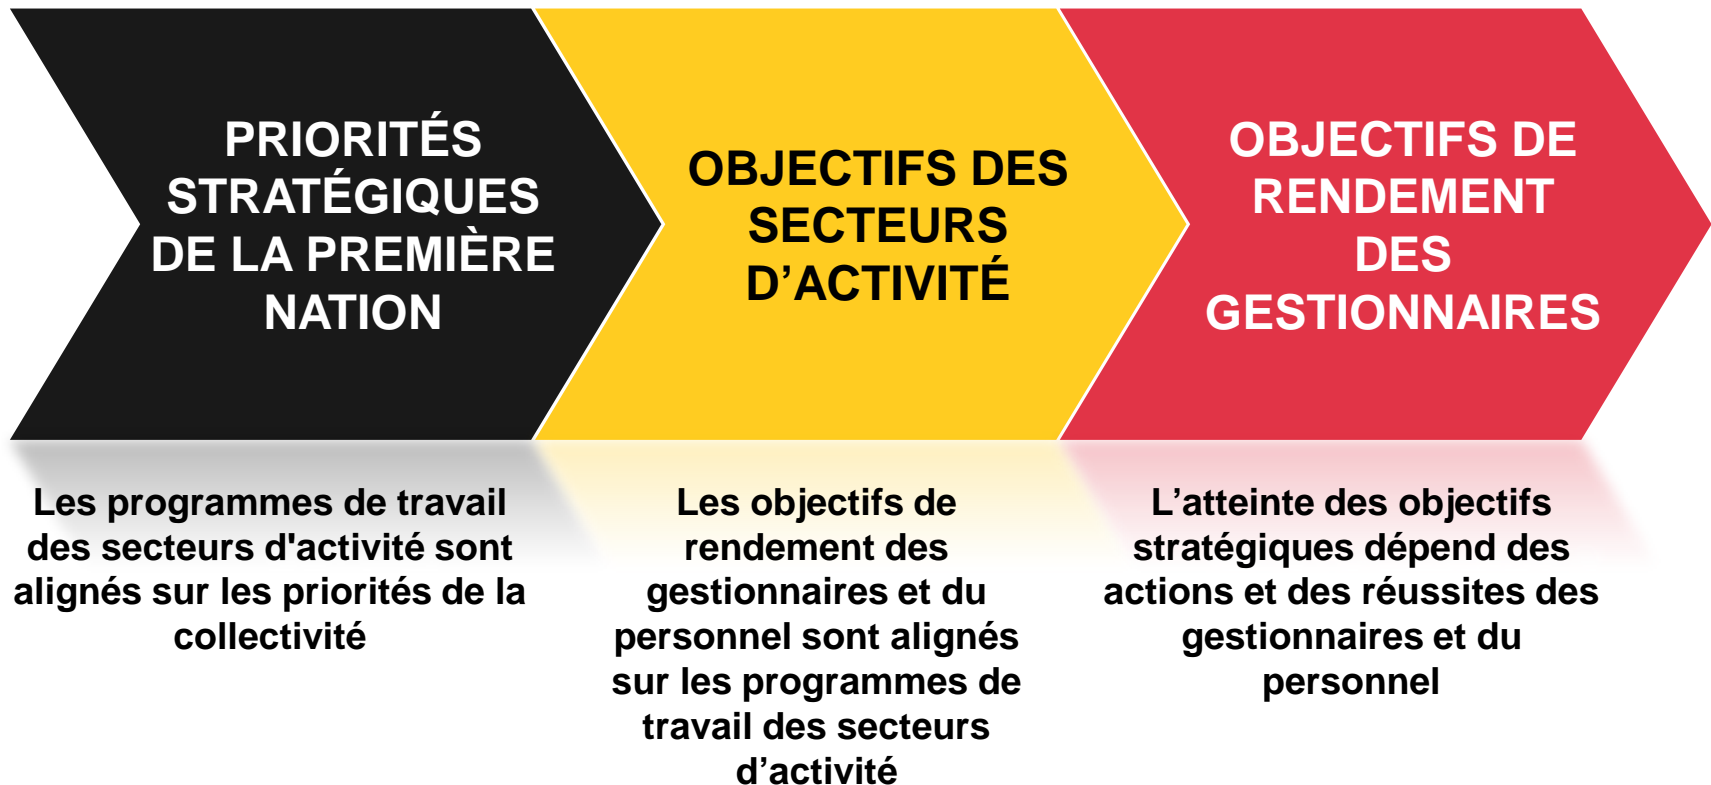 PRIORITÉS
STRATÉGIQUES
DE LA PREMIÈRE
NATION
OBJECTIFS DES
SECTEURS
D’ACTIVITÉ
OBJECTIFS DE
RENDEMENT
DES
GESTIONNAIRES
Les programmes de travail
des secteurs d'activité sont
alignés sur les priorités de la
collectivité
Les objectifs de
rendement des
gestionnaires et du
personnel sont alignés
sur les programmes de
travail des secteurs
d’activité
L’atteinte des objectifs
stratégiques dépend des
actions et des réussites des
gestionnaires et du
personnel